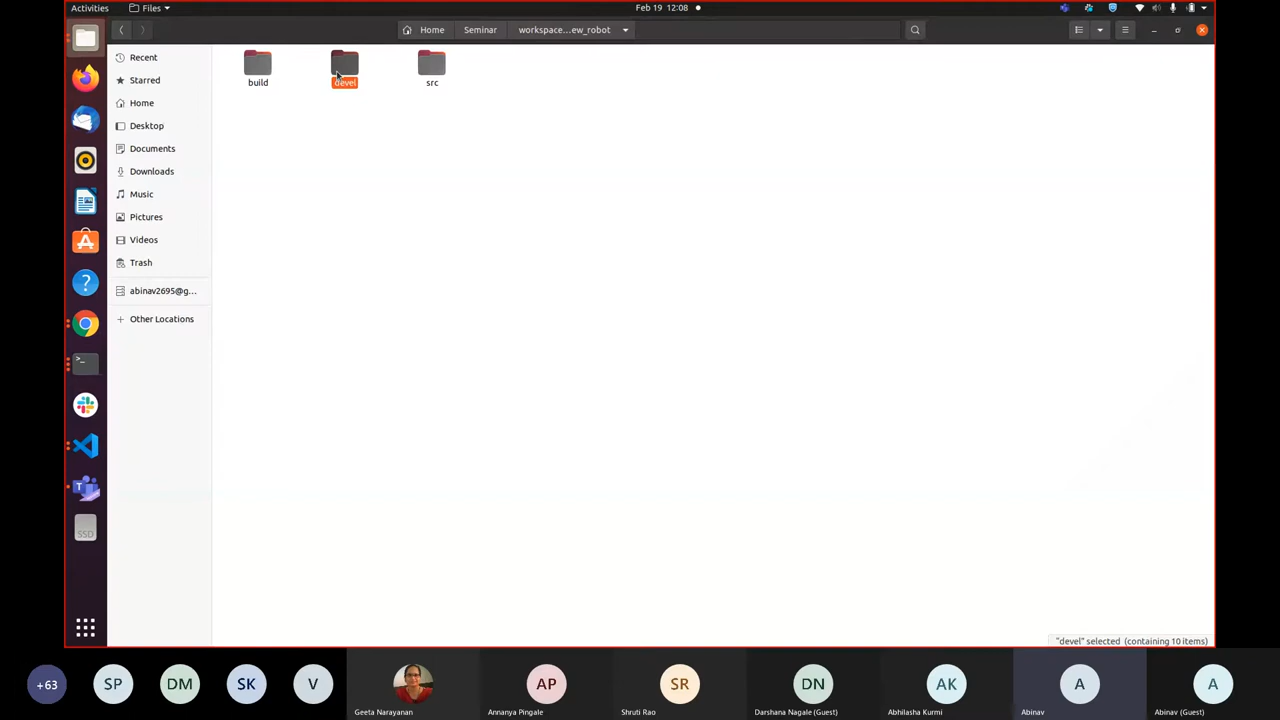 Activities
Files
Feb 19 12:08
Home
Seminar
workspace...ew_robot
Recent
Starred
Home
Desktop
Documents
Downloads
Music
Pictures
Videos
Trash
abinav2695@g...
+ Other Locations
build
devel
src
>_
T
SSD
"devel" selected (containing 10 items)
+63
SP
DM
SK
V
Geeta Narayanan
AP
Annanya Pingale
SR
Shruti Rao
DN
Darshana Nagale (Guest)
AK
Abhilasha Kurmi
A
Abinav
A
Abinav (Guest)